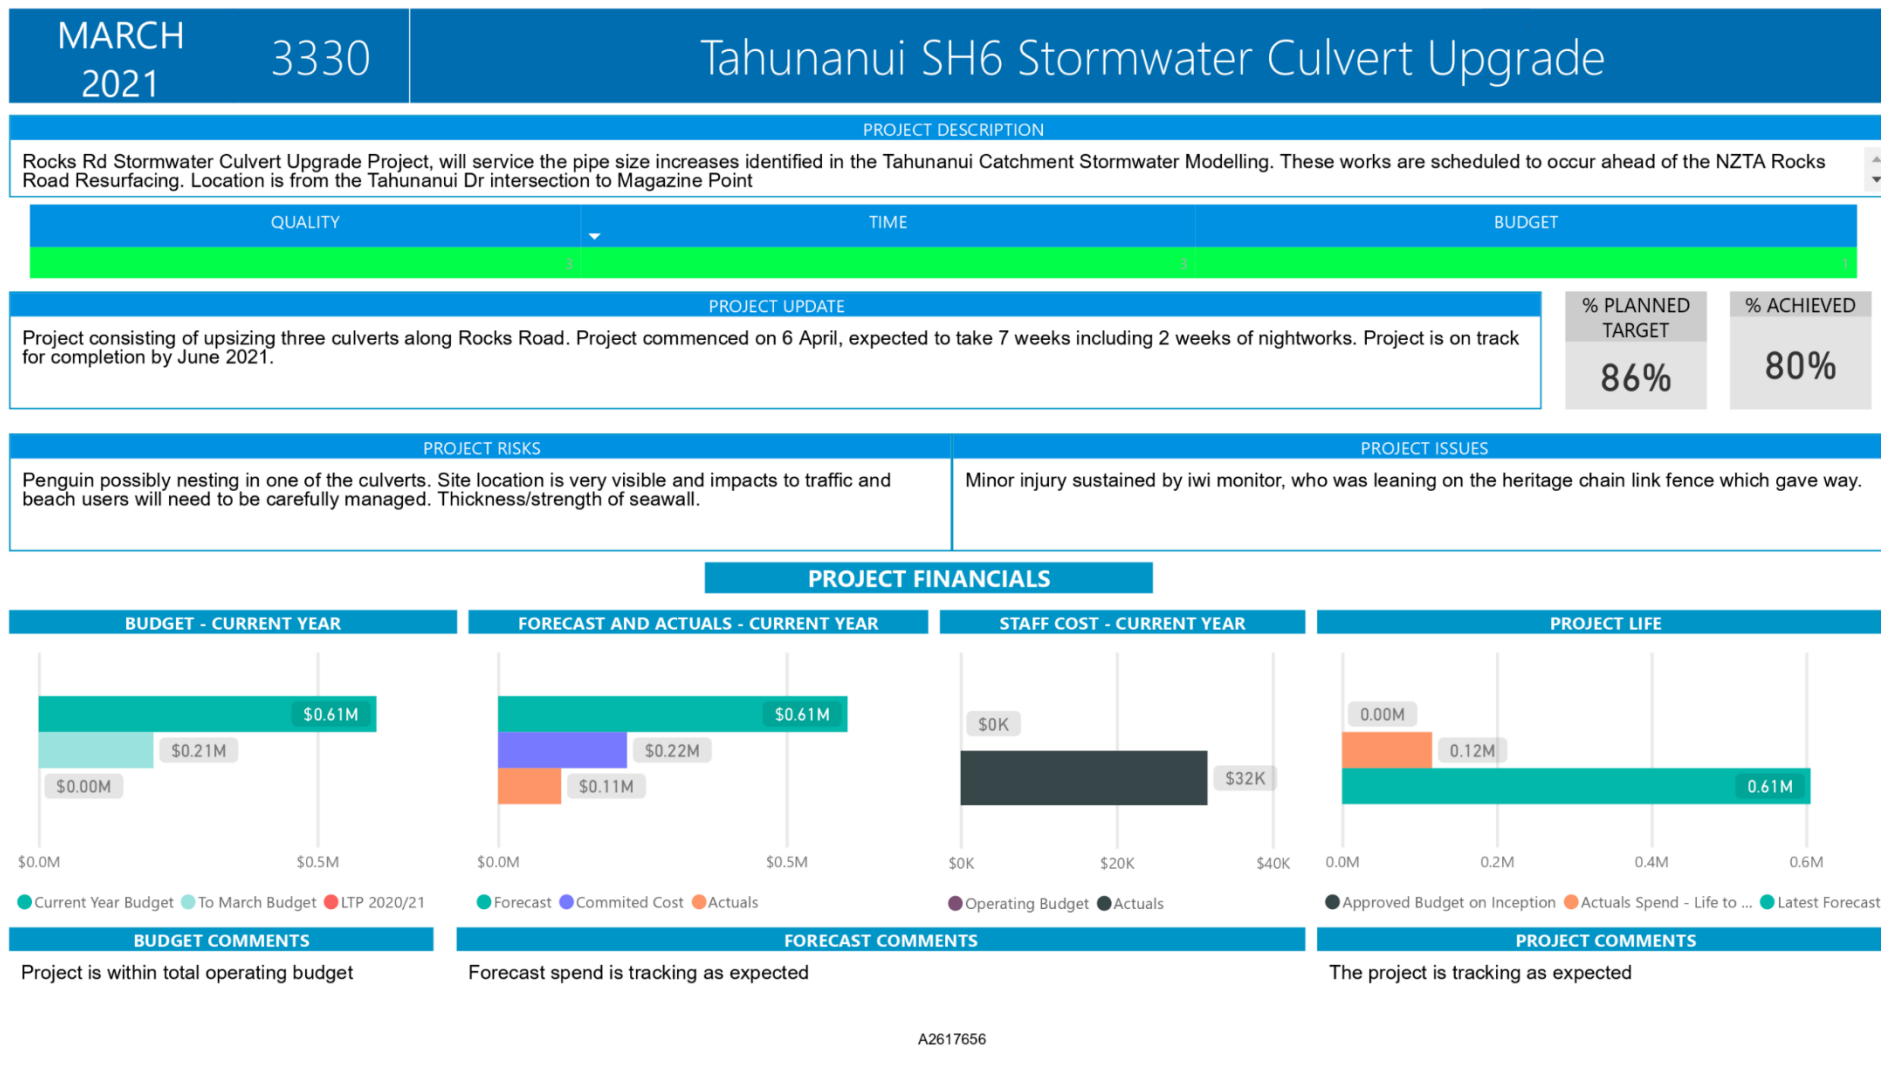 MARCH
2021
3330
Tahunanui SH6 Stormwater Culvert Upgrade
PROJECT DESCRIPTION
Rocks Rd Stormwater Culvert Upgrade Project, will service the pipe size increases identified in the Tahunanui Catchment Stormwater Modelling. These works are scheduled to occur ahead of the NZTA Rocks
Road Resurfacing. Location is from the Tahunanui Dr intersection to Magazine Point
QUALITY
TIME
BUDGET
3
3
1
PROJECT UPDATE
Project consisting of upsizing three culverts along Rocks Road. Project commenced on 6 April, expected to take 7 weeks including 2 weeks of nightworks. Project is on track
for completion by June 2021.
% PLANNED
TARGET
86%
% ACHIEVED
80%
PROJECT RISKS
Penguin possibly nesting in one of the culverts. Site location is very visible and impacts to traffic and
beach users will need to be carefully managed. Thickness/strength of seawall.
PROJECT ISSUES
Minor injury sustained by iwi monitor, who was leaning on the heritage chain link fence which gave way.
PROJECT FINANCIALS
BUDGET - CURRENT YEAR
$0.61M
$0.21M
$0.00M
$0.0M
$0.5M
Current Year Budget
To March Budget
LTP 2020/21
FORECAST AND ACTUALS - CURRENT YEAR
$0.61M
$0.22M
$0.11M
$0.0M
$0.5M
Forecast
Commited Cost
Actuals
STAFF COST - CURRENT YEAR
$0K
$32K
$0K
$20K
$40K
Operating Budget
Actuals
PROJECT LIFE
0.00M
0.12M
0.61M
0.0M
0.2M
0.4M
0.6M
Approved Budget on Inception
Actuals Spend - Life to ...
Latest Forecast
BUDGET COMMENTS
Project is within total operating budget
FORECAST COMMENTS
Forecast spend is tracking as expected
PROJECT COMMENTS
The project is tracking as expected
A2617656